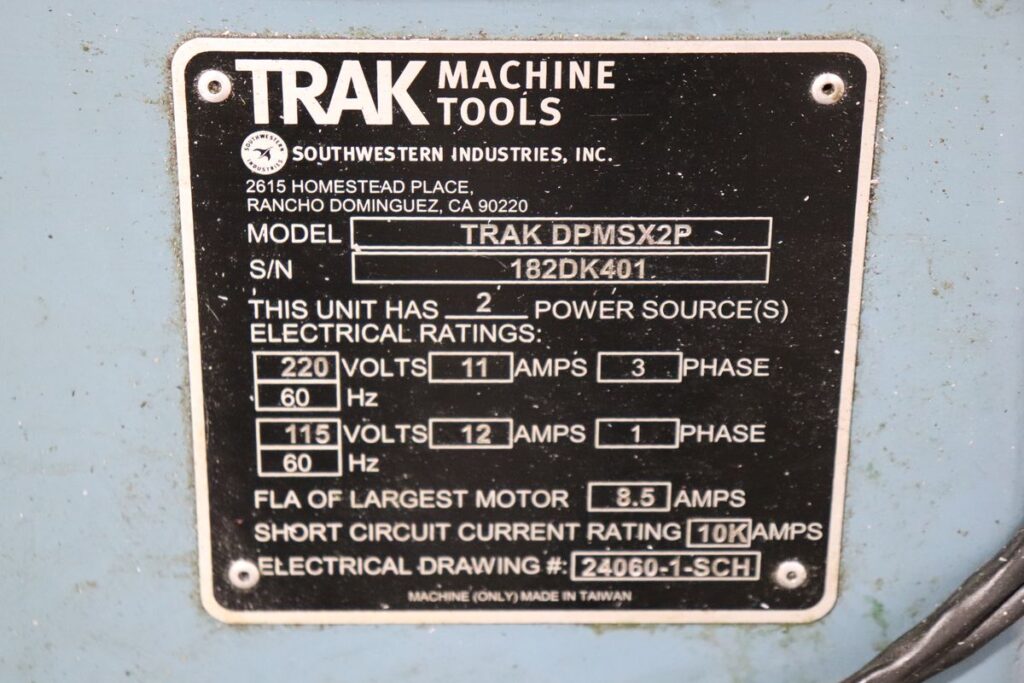 TRAK MACHINE TOOLS
SOUTHWESTERN INDUSTRIES
SOUTHWESTERN INDUSTRIES, INC.
2615 HOMESTEAD PLACE,
RANCHO DOMINGUEZ, CA 90220
MODEL TRAK DPMSX2P
S/N 182DK401
THIS UNIT HAS 2 POWER SOURCE(S)
ELECTRICAL RATINGS:
220 VOLTS 11 AMPS 3 PHASE
60 Hz
115 VOLTS 12 AMPS 1 PHASE
60 Hz
FLA OF LARGEST MOTOR 8.5 AMPS
SHORT CIRCUIT CURRENT RATING 10K AMPS
ELECTRICAL DRAWING #: 24060-1-SCH
MACHINE (ONLY) MADE IN TAIWAN